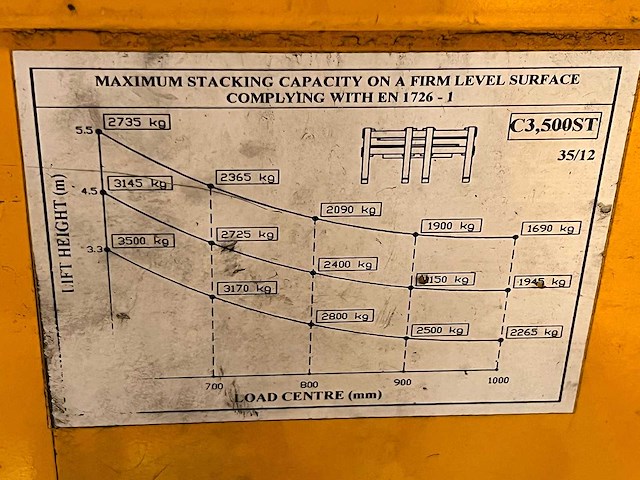 MAXIMUM STACKING CAPACITY ON A FIRM LEVEL SURFACE
COMPLYING WITH EN 1726 - 1
C3,500ST
35/12
LIFT HEIGHT (m)
5.5
2735 kg
2365 kg
2090 kg
1900 kg
1690 kg
4.5
3145 kg
2725 kg
2400 kg
150 kg
1945 kg
3.3
3500 kg
3170 kg
2800 kg
2500 kg
2265 kg
700
800
900
1000
LOAD CENTRE (mm)